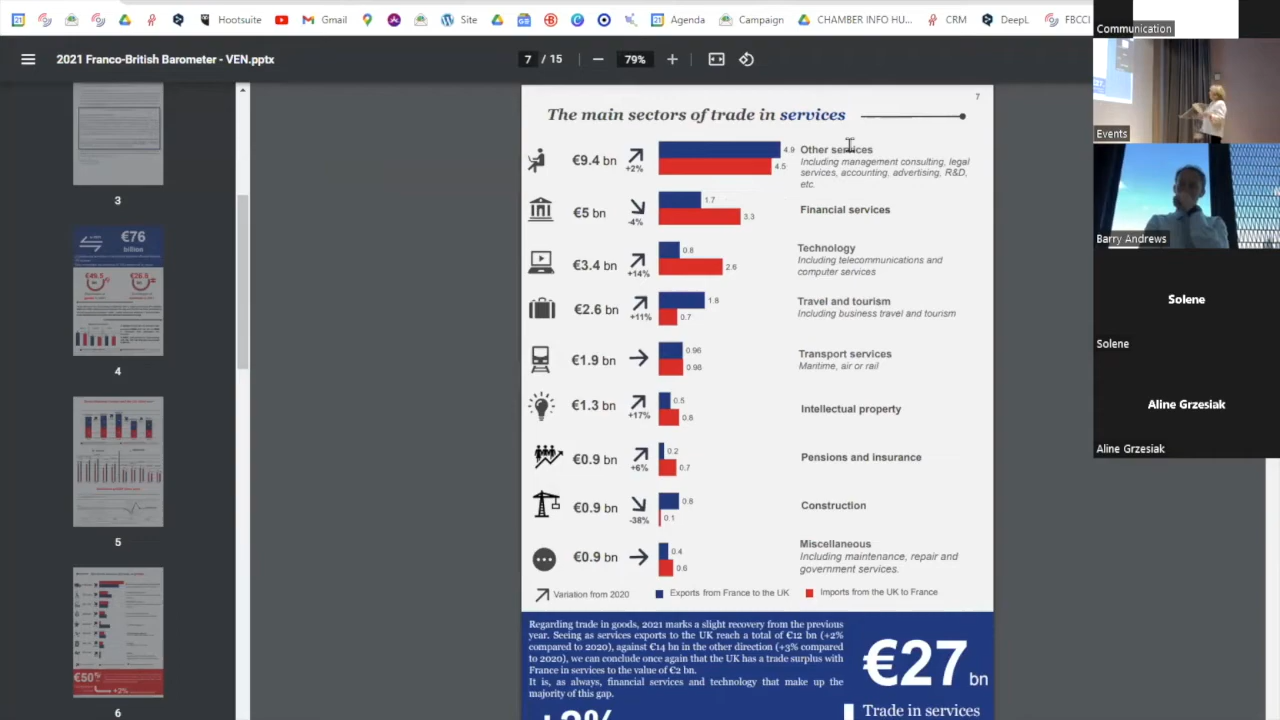 Hootsuite
Gmail
Site
Agenda
Campaign
CHAMBER INFO HU...
CRM
DeepL
FBCCI
Communication
2021 Franco-British Barometer - VEN.pptx
7 / 15
79%
Events
Barry Andrews
Solene
Solene
Aline Grzesiak
Aline Grzesiak
3
€76
billion
4
5
€50
6
7
The main sectors of trade in services
€9.4 bn
+2%
4.9
4.5
Other services
Including management consulting, legal
services, accounting, advertising, R&D,
etc.
€5 bn
-4%
1.7
3.3
Financial services
€3.4 bn
+14%
0.8
2.6
Technology
Including telecommunications and
computer services
€2.6 bn
+11%
1.8
0.7
Travel and tourism
Including business travel and tourism
€1.9 bn
0.96
0.98
Transport services
Maritime, air or rail
€1.3 bn
+17%
0.5
0.8
Intellectual property
€0.9 bn
+6%
0.2
0.7
Pensions and insurance
€0.9 bn
-38%
0.8
0.1
Construction
€0.9 bn
0.4
0.6
Miscellaneous
Including maintenance, repair and
government services.
Variation from 2020
Exports from France to the UK
Imports from the UK to France
Regarding trade in goods, 2021 marks a slight recovery from the previous
year. Seeing as services exports to the UK reach a total of €12 bn (+2%
compared to 2020), against €14 bn in the other direction (+3% compared
to 2020), we can conclude once again that the UK has a trade surplus with
France in services to the value of €2 bn.
It is, as always, financial services and technology that make up the
majority of this gap.
€27 bn
Trade in services